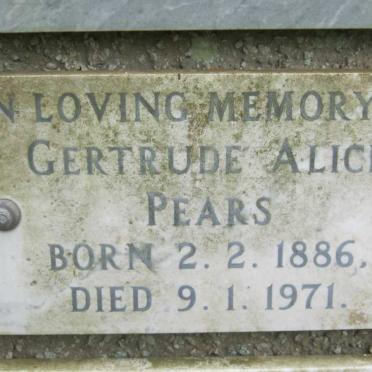 N LOVING MEMORY
GERTRUDE ALIC
PEARS
BORN 2. 2. 1886.
DIED 9. 1. 1971.